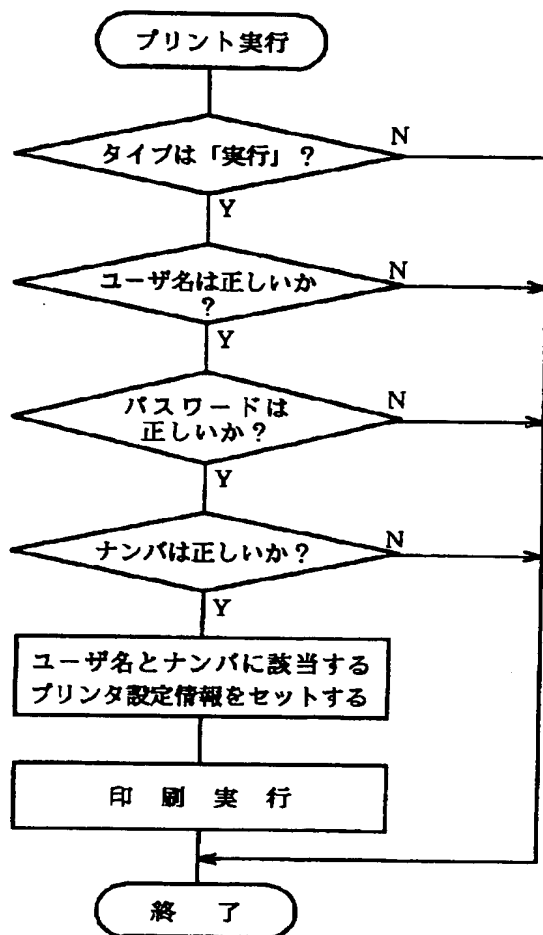 プリント実行
タイプは「実行」？
N
Y
ユーザ名は正しいか
？
N
Y
パスワードは
正しいか？
N
Y
ナンバは正しいか？
N
Y
ユーザ名とナンバに該当する
プリンタ設定情報をセットする
印刷実行
終了